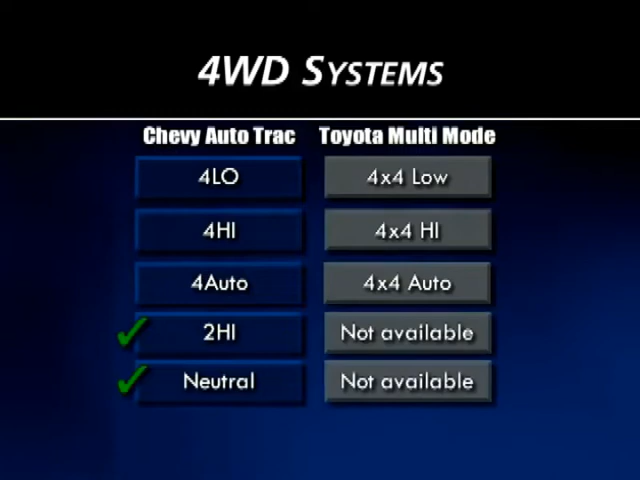 4WD SYSTEMS
Chevy Auto Trac Toyota Multi Mode
4LO 4x4 Low
4HI 4x4 HI
4Auto 4x4 Auto
2HI Not available
Neutral Not available